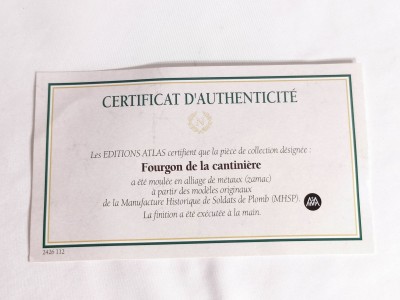 CERTIFICAT D'AUTHENTICITÉ
Les EDITIONS ATLAS certifient que la pièce de collection désignée :
Fourgon de la cantinière
a été moulée en alliage de métaux (zamac)
à partir des modèles originaux
de la Manufacture Historique de Soldats de Plomb (MHSP).
La finition a été exécutée à la main.
2426 132